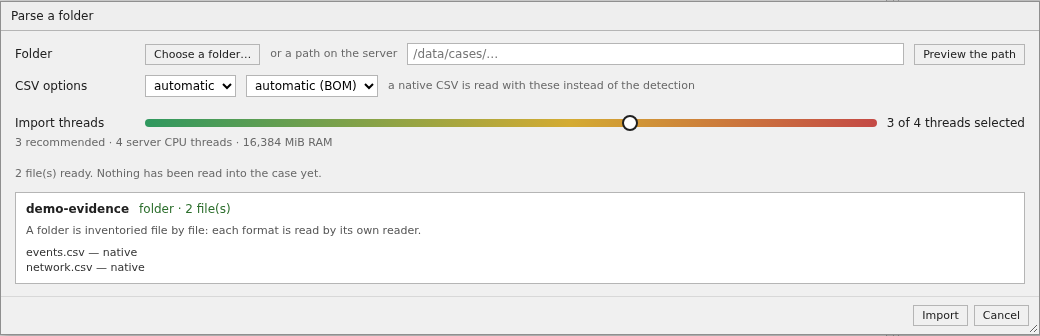 Parse a folder
Folder Choose a folder... or a path on the server /data/cases/... Preview the path
CSV options automatic automatic (BOM) a native CSV is read with these instead of the detection
Import threads 3 of 4 threads selected
3 recommended · 4 server CPU threads · 16,384 MiB RAM
2 file(s) ready. Nothing has been read into the case yet.
demo-evidence folder · 2 file(s)
A folder is inventoried file by file: each format is read by its own reader.
events.csv — native
network.csv — native
Import Cancel